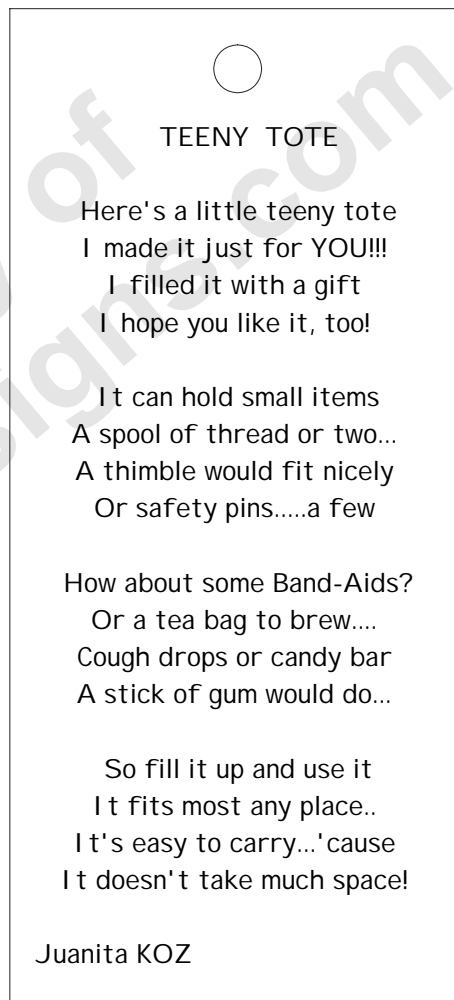 TEENY TOTE
Here's a little teeny tote
I made it just for YOU!!!
I filled it with a gift
I hope you like it, too!
It can hold small items
A spool of thread or two...
A thimble would fit nicely
Or safety pins.....a few
How about some Band-Aids?
Or a tea bag to brew....
Cough drops or candy bar
A stick of gum would do...
So fill it up and use it
It fits most any place..
It's easy to carry...'cause
It doesn't take much space!
Juanita KOZ
of
signs.com